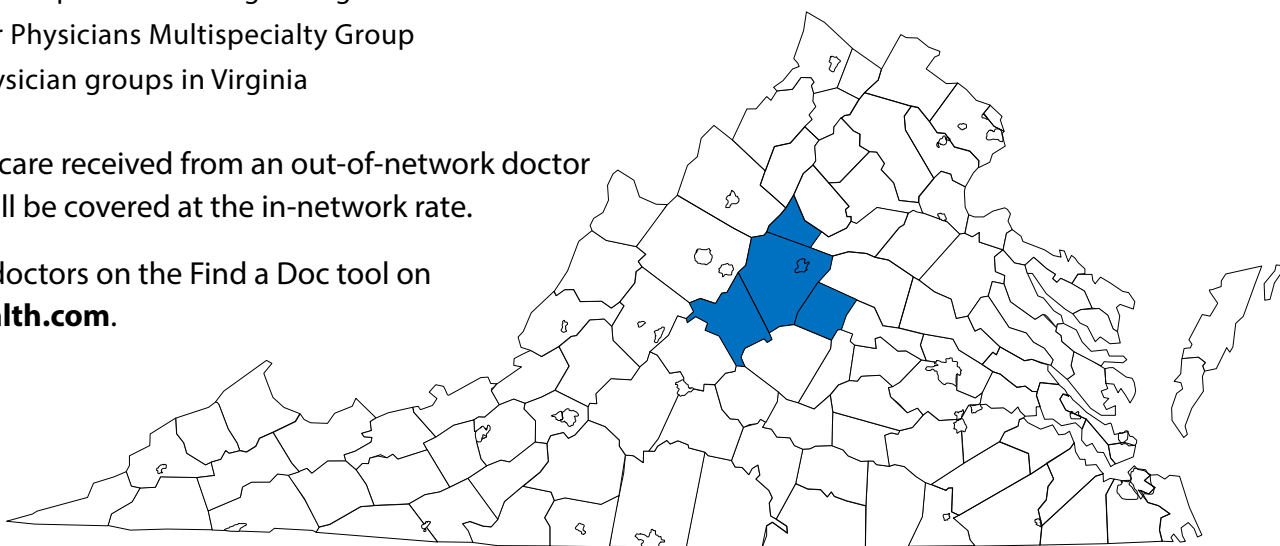 r Physicians Multispecialty Group
ysician groups in Virginia
care received from an out-of-network doctor
ll be covered at the in-network rate.
doctors on the Find a Doc tool on
alth.com.